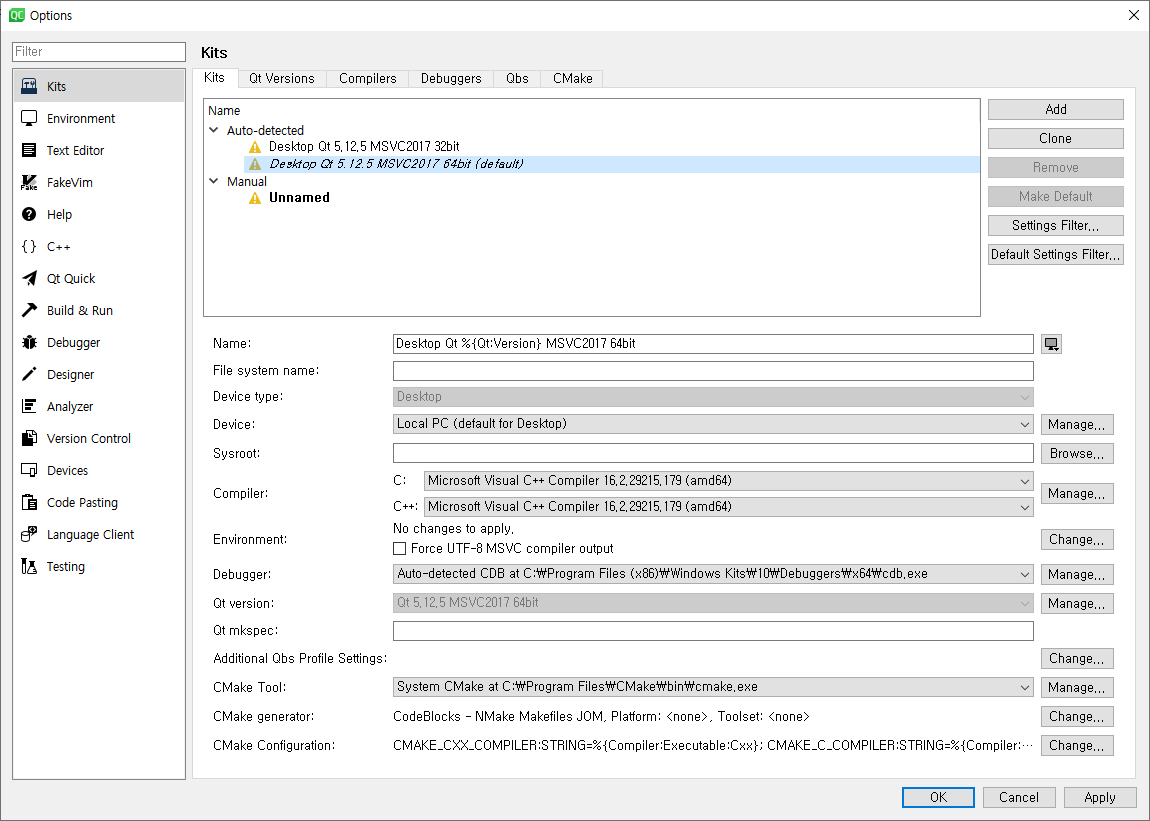 QC Options
Filter
Kits
Environment
Text Editor
Fake FakeVim
Help
{} C++
Qt Quick
Build & Run
Debugger
Designer
Analyzer
Version Control
Devices
Code Pasting
Language Client
Testing
Kits
Kits Qt Versions Compilers Debuggers Qbs CMake
Name
Auto-detected
Desktop Qt 5.12.5 MSVC2017 32bit
Desktop Qt 5.12.5 MSVC2017 64bit (default)
Manual
Unnamed
Add
Clone
Remove
Make Default
Settings Filter...
Default Settings Filter...
Name: Desktop Qt %{Qt:Version} MSVC2017 64bit
File system name:
Device type: Desktop
Device: Local PC (default for Desktop) Manage...
Sysroot: Browse...
Compiler: C: Microsoft Visual C++ Compiler 16.2.29215.179 (amd64)
C++: Microsoft Visual C++ Compiler 16.2.29215.179 (amd64) Manage...
Environment: No changes to apply.
Force UTF-8 MSVC compiler output Change...
Debugger: Auto-detected CDB at C:₩Program Files (x86)₩Windows Kits₩10₩Debuggers₩x64₩cdb.exe Manage...
Qt version: Qt 5.12.5 MSVC2017 64bit Manage...
Qt mkspec:
Additional Qbs Profile Settings: Change...
CMake Tool: System CMake at C:₩Program Files₩CMake₩bin₩cmake.exe Manage...
CMake generator: CodeBlocks - NMake Makefiles JOM, Platform: <none>, Toolset: <none> Change...
CMake Configuration: CMAKE_CXX_COMPILER:STRING=%{Compiler:Executable:Cxx}; CMAKE_C_COMPILER:STRING=%{Compiler:... Change...
OK Cancel Apply